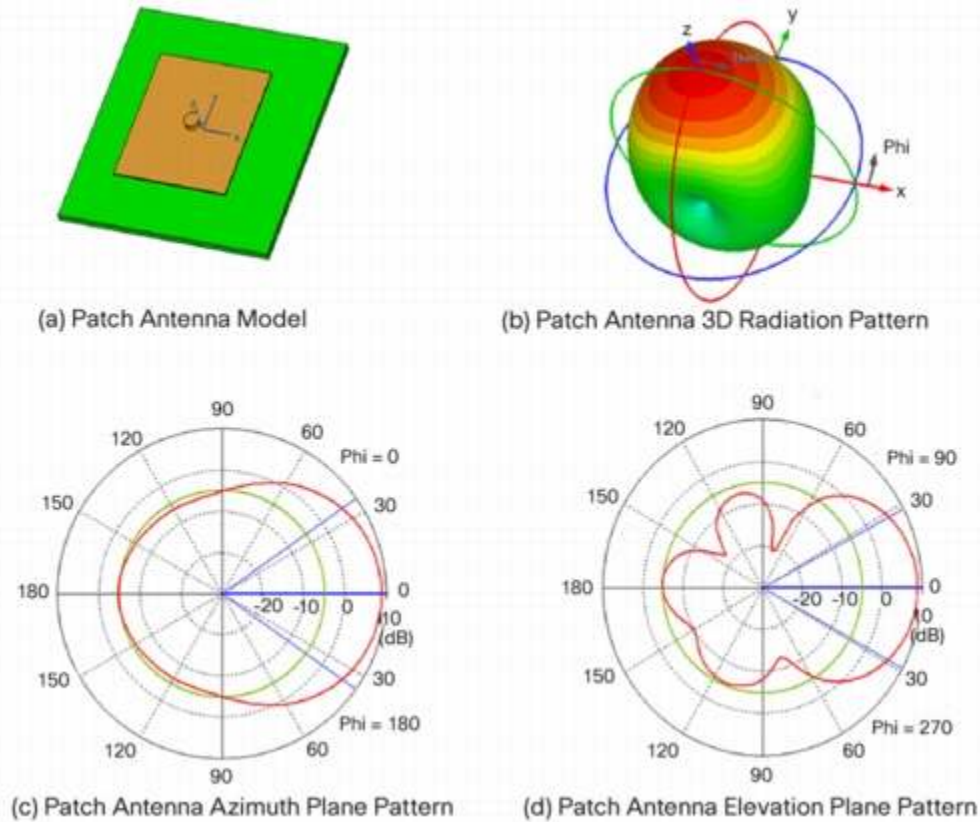 z
y
Phi
x
(a) Patch Antenna Model
(b) Patch Antenna 3D Radiation Pattern
90
120
60
Phi = 0
150
30
180
-20 -10 0
0
10
(dB)
150
30
Phi = 180
120
60
90
(c) Patch Antenna Azimuth Plane Pattern
90
120
60
Phi = 90
150
30
180
-20 -10 0
0
10
(dB)
150
30
Phi = 270
120
60
90
(d) Patch Antenna Elevation Plane Pattern